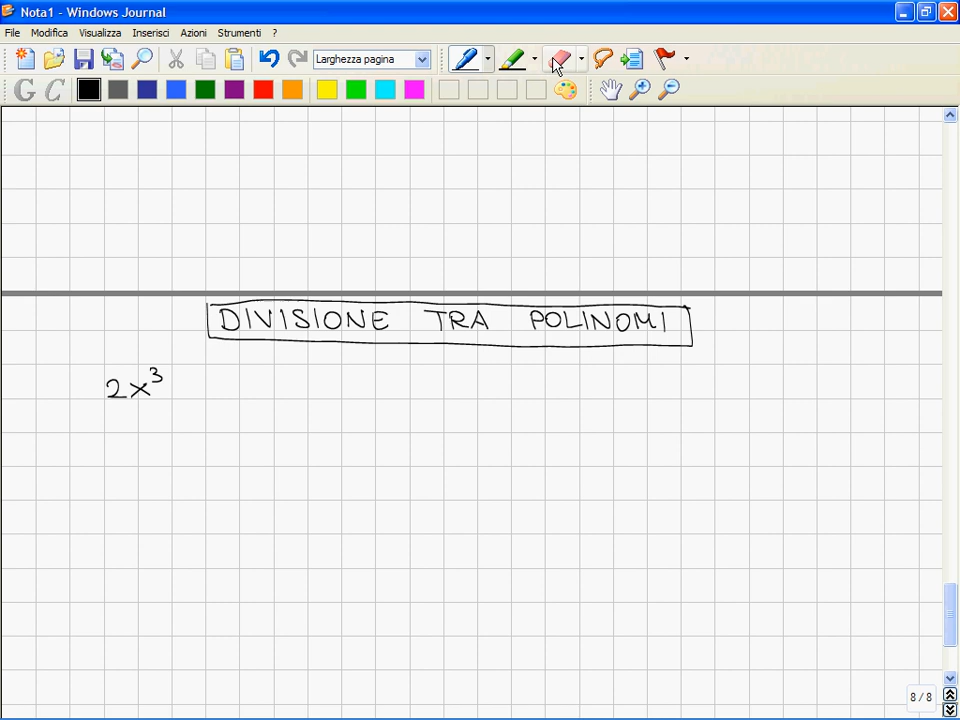 Nota1 - Windows Journal
File Modifica Visualizza Inserisci Azioni Strumenti ?
Larghezza pagina
G C
DIVISIONE TRA POLINOMI
2x³
8/8